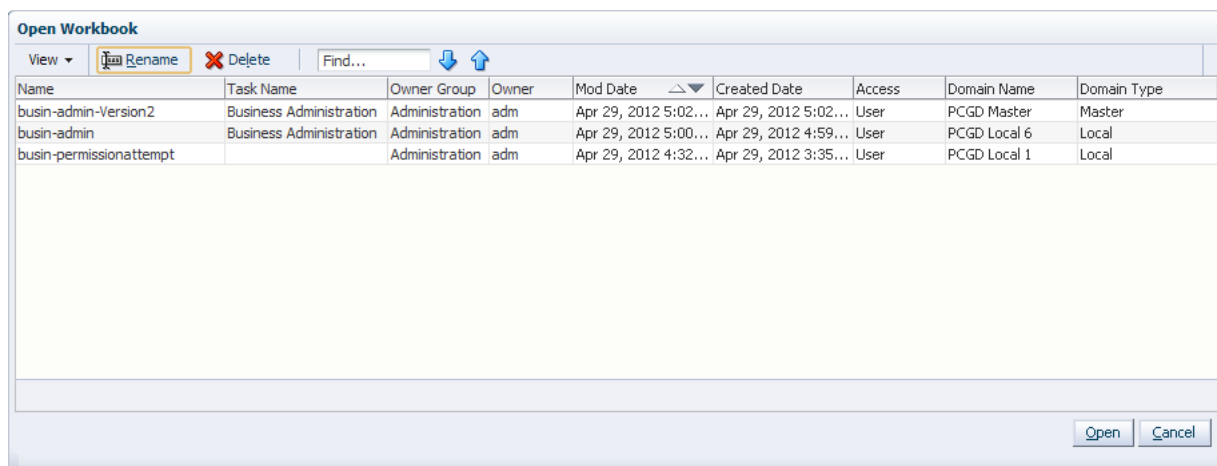 Open Workbook
View Rename Delete Find...
Name Task Name Owner Group Owner Mod Date Created Date Access Domain Name Domain Type
busin-admin-Version2 Business Administration Administration adm Apr 29, 2012 5:02... Apr 29, 2012 5:02... User PCGD Master Master
busin-admin Business Administration Administration adm Apr 29, 2012 5:00... Apr 29, 2012 4:59... User PCGD Local 6 Local
busin-permissionattempt Administration adm Apr 29, 2012 4:32... Apr 29, 2012 3:35... User PCGD Local 1 Local
Open Cancel